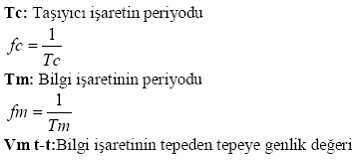 Tc: Taşıyıcı işaretin periyodu
fc = 1/Tc
Tm: Bilgi işaretinin periyodu
fm = 1/Tm
Vm t-t:Bilgi işaretinin tepeden tepeye genlik değeri